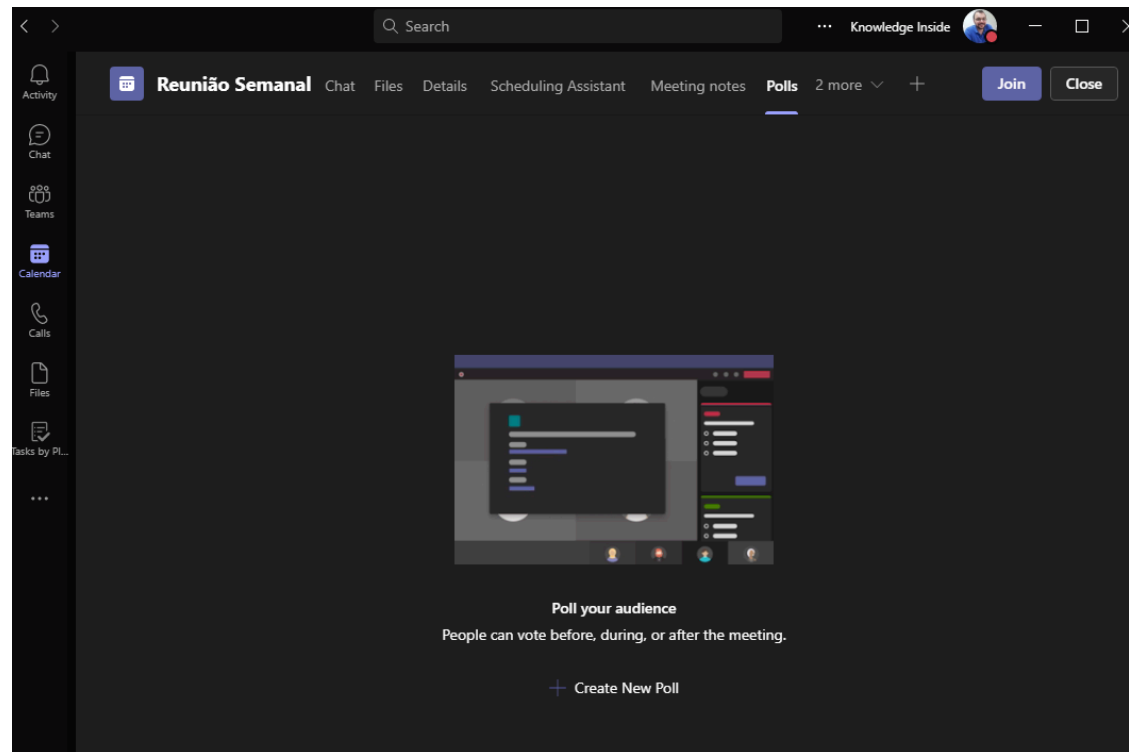 Search
Knowledge Inside
Activity
Chat
Teams
Calendar
Calls
Files
Tasks by Pl...
Reunião Semanal Chat Files Details Scheduling Assistant Meeting notes Polls 2 more
Join Close
Poll your audience
People can vote before, during, or after the meeting.
Create New Poll